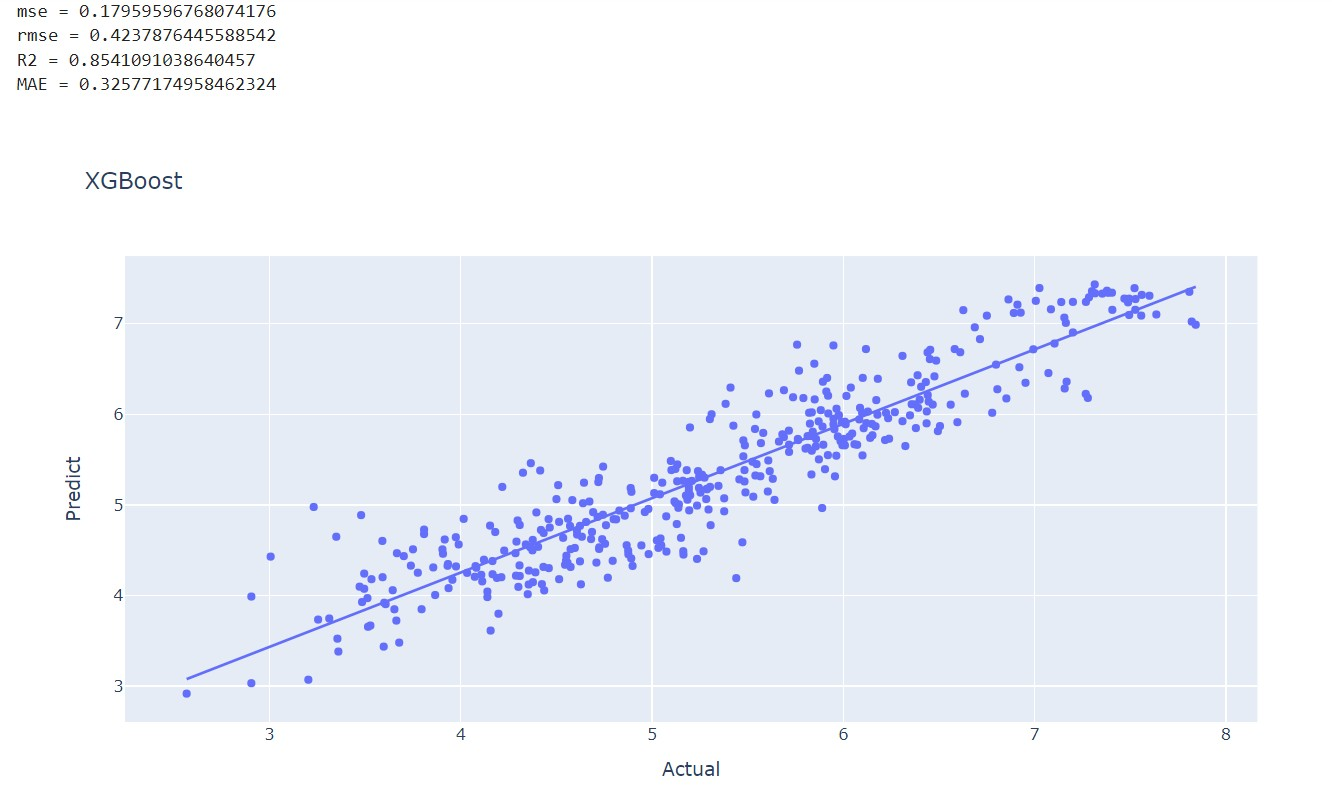 mse = 0.17959596768074176
rmse = 0.4237876445588542
R2 = 0.8541091038640457
MAE = 0.32577174958462324
XGBoost
7
6
5
4
3
Predict
3 4 5 6 7 8
Actual